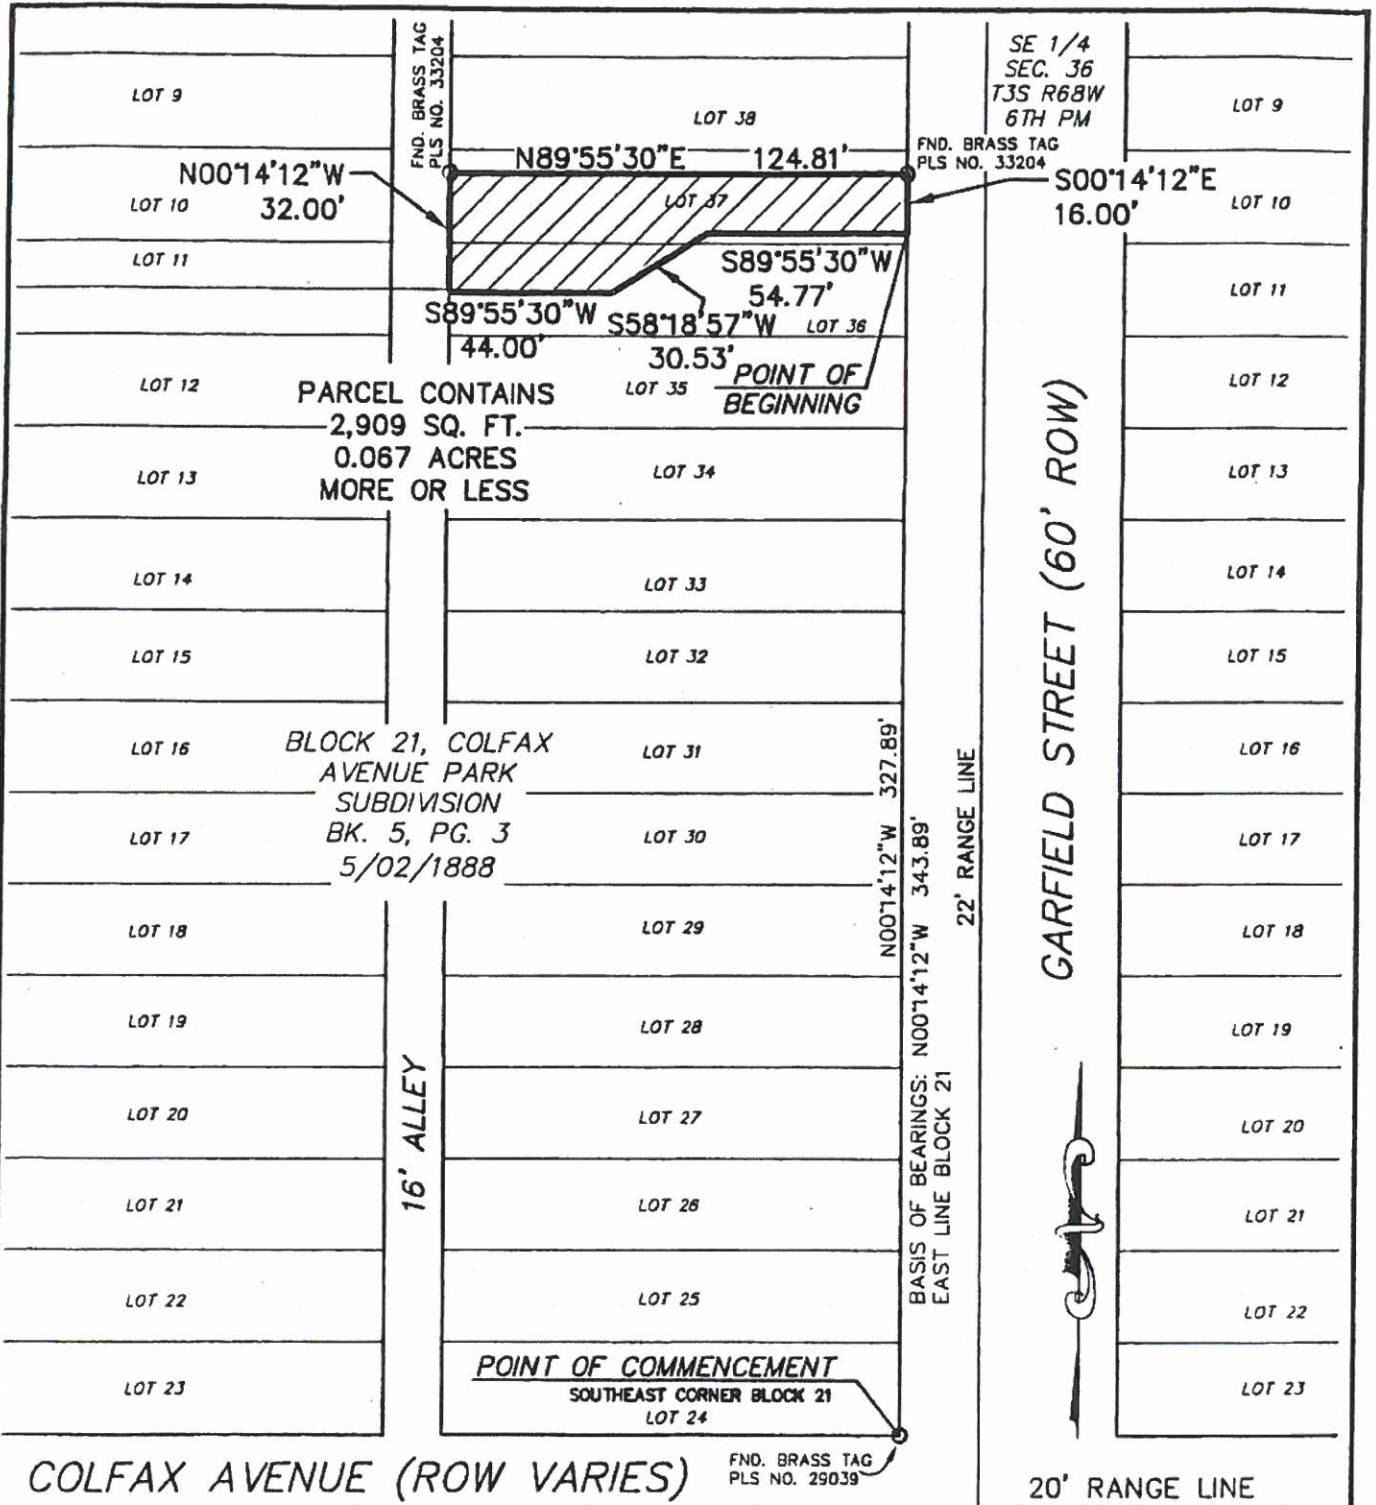 SE 1/4
SEC. 36
T3S R68W
6TH PM
FND. BRASS TAG
PLS NO. 33204
LOT 9
LOT 38
LOT 9
FND. BRASS TAG
PLS NO. 33204
N89°55'30"E 124.81'
N00°14'12"W
32.00'
S00°14'12"E
16.00'
LOT 10
LOT 37
LOT 10
LOT 11
S89°55'30"W
54.77'
LOT 11
S89°55'30"W
44.00'
S58°18'57"W
30.53'
LOT 36
POINT OF
BEGINNING
LOT 12
LOT 35
LOT 12
PARCEL CONTAINS
2,909 SQ. FT.
0.067 ACRES
MORE OR LESS
LOT 13
LOT 34
LOT 13
GARFIELD STREET (60' ROW)
LOT 14
LOT 33
LOT 14
LOT 15
LOT 32
LOT 15
LOT 16
LOT 31
LOT 16
BLOCK 21, COLFAX
AVENUE PARK
SUBDIVISION
BK. 5, PG. 3
5/02/1888
N00°14'12"W 327.89'
22' RANGE LINE
LOT 17
LOT 30
LOT 17
LOT 18
LOT 29
LOT 18
LOT 19
LOT 28
LOT 19
BASIS OF BEARINGS: N00°14'12"W 343.89'
EAST LINE BLOCK 21
16' ALLEY
LOT 20
LOT 27
LOT 20
LOT 21
LOT 26
LOT 21
LOT 22
LOT 25
LOT 22
LOT 23
POINT OF COMMENCEMENT
SOUTHEAST CORNER BLOCK 21
LOT 24
LOT 23
FND. BRASS TAG
PLS NO. 29039
COLFAX AVENUE (ROW VARIES)
20' RANGE LINE